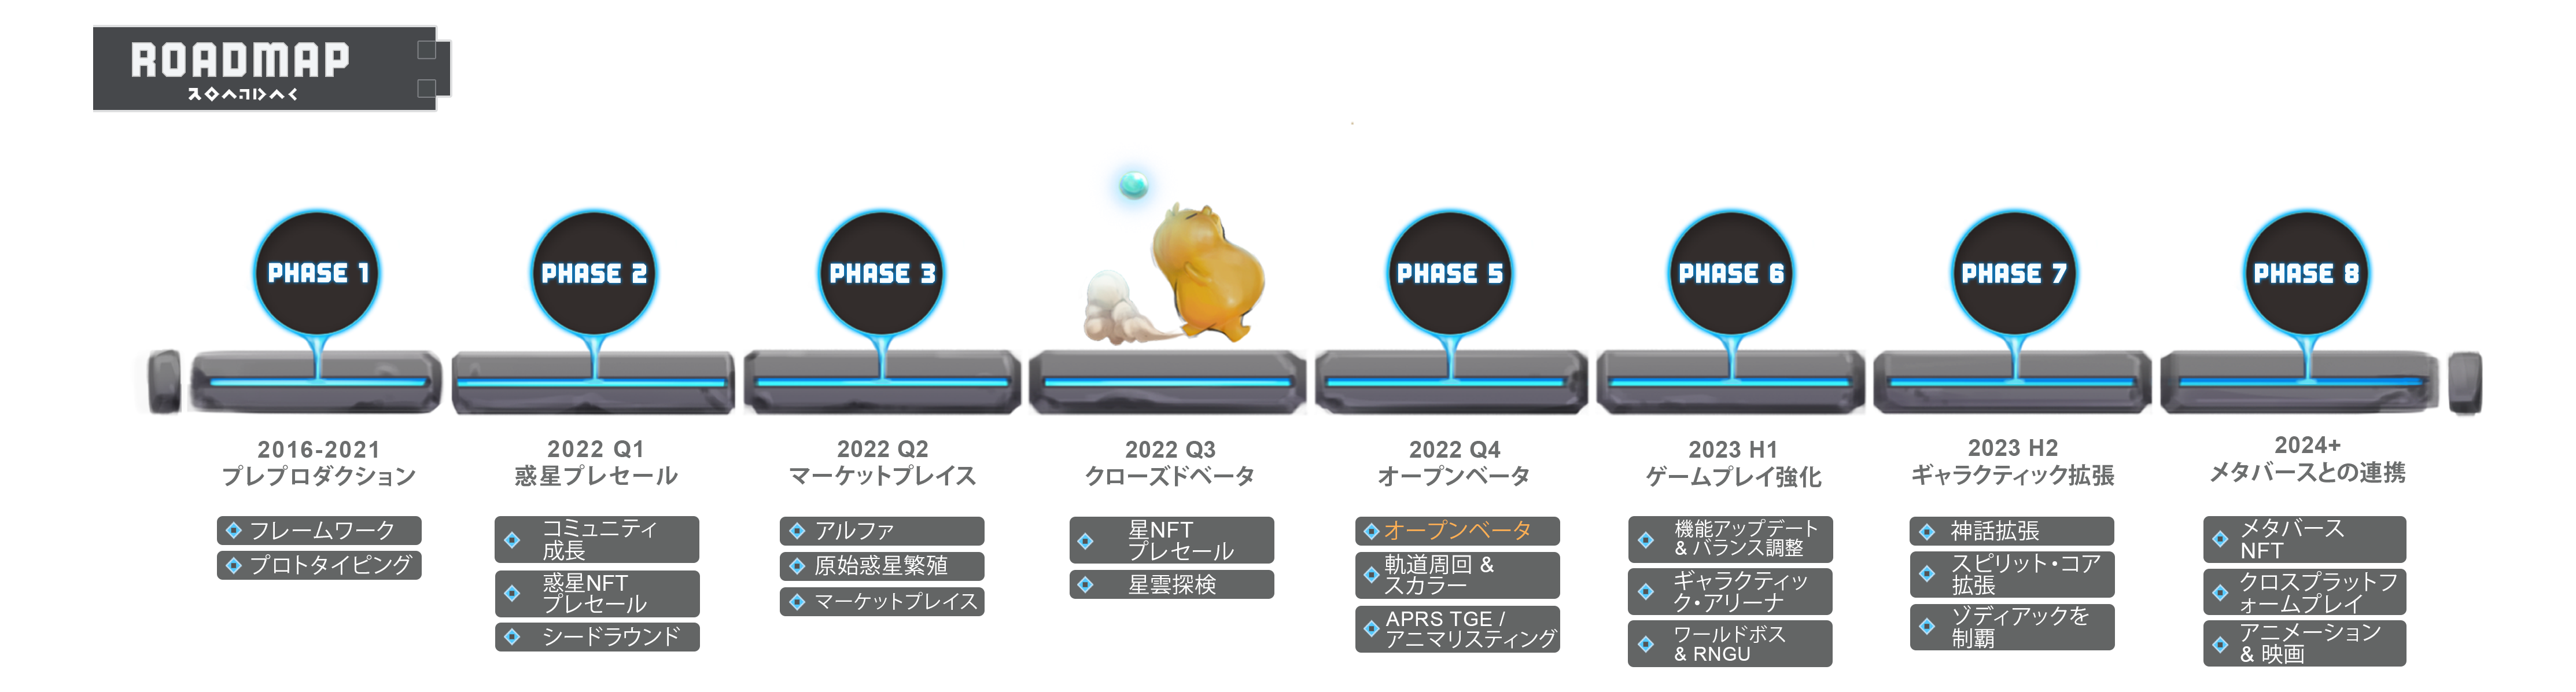 ROADMAP
PHASE 1
PHASE 2
PHASE 3
PHASE 5
PHASE 6
PHASE 7
PHASE 8
2016-2021
プレプロダクション
フレームワーク
プロトタイピング
2022 Q1
惑星プレセール
コミュニティ
成長
惑星NFT
プレセール
シードラウンド
2022 Q2
マーケットプレイス
アルファ
原始惑星繁殖
マーケットプレイス
2022 Q3
クローズドベータ
星NFT
プレセール
星雲探検
2022 Q4
オープンベータ
オープンベータ
軌道周回 &
スカラー
APRS TGE /
アニマリスティング
2023 H1
ゲームプレイ強化
機能アップデート
& バランス調整
ギャラクティッ
ク・アリーナ
ワールドボス
& RNGU
2023 H2
ギャラクティック拡張
神話拡張
スピリット・コア
拡張
ゾディアックを
制覇
2024+
メタバースとの連携
メタバース
NFT
クロスプラットフ
ォームプレイ
アニメーション
& 映画